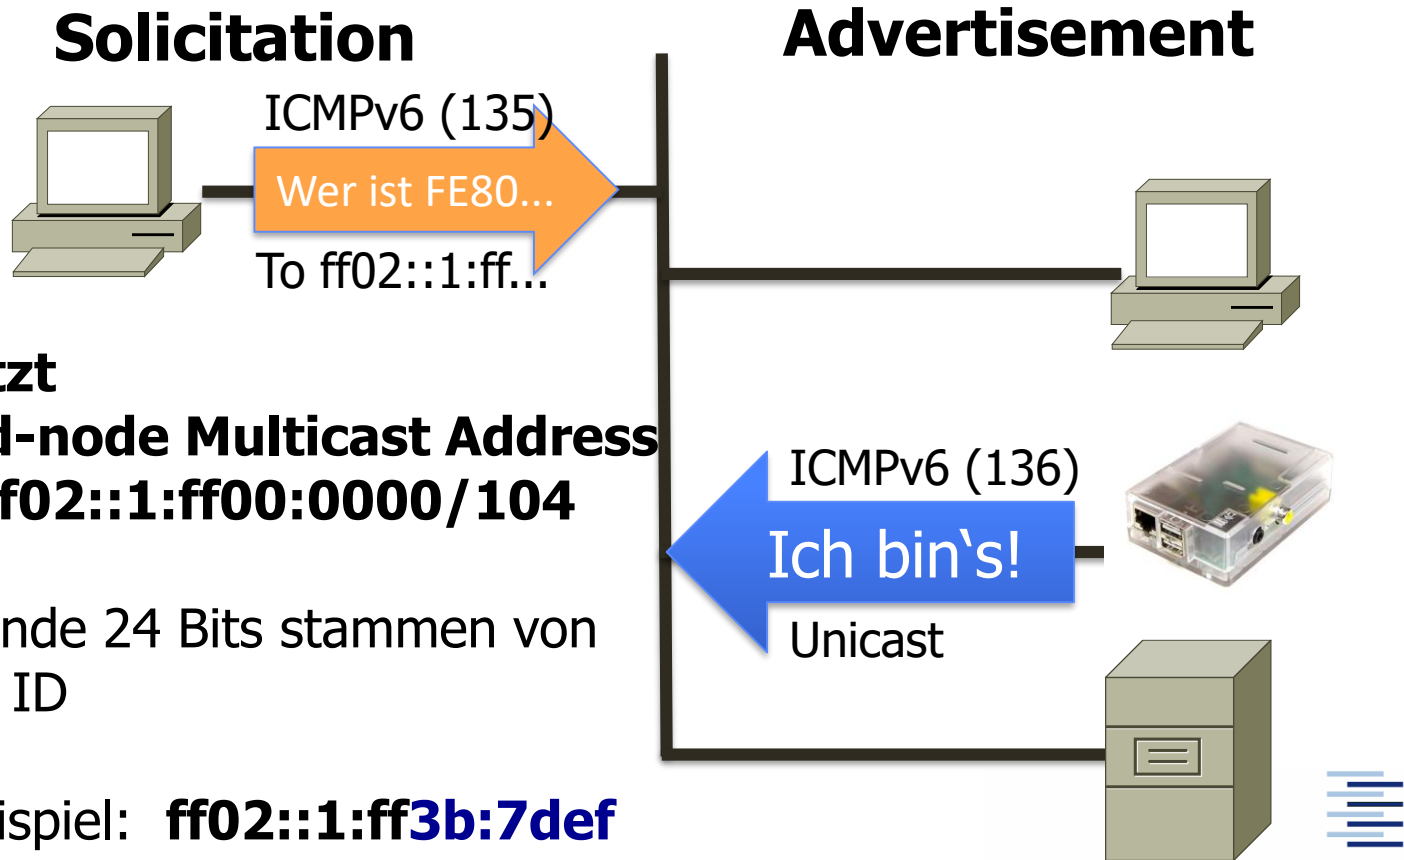 Solicitation
Advertisement
ICMPv6 (135)
Wer ist FE80...
To ff02::1:ff...
tzt
d-node Multicast Address
f02::1:ff00:0000/104
nde 24 Bits stammen von
ID
ispiel: ff02::1:ff3b:7def
ICMPv6 (136)
Ich bin‘s!
Unicast